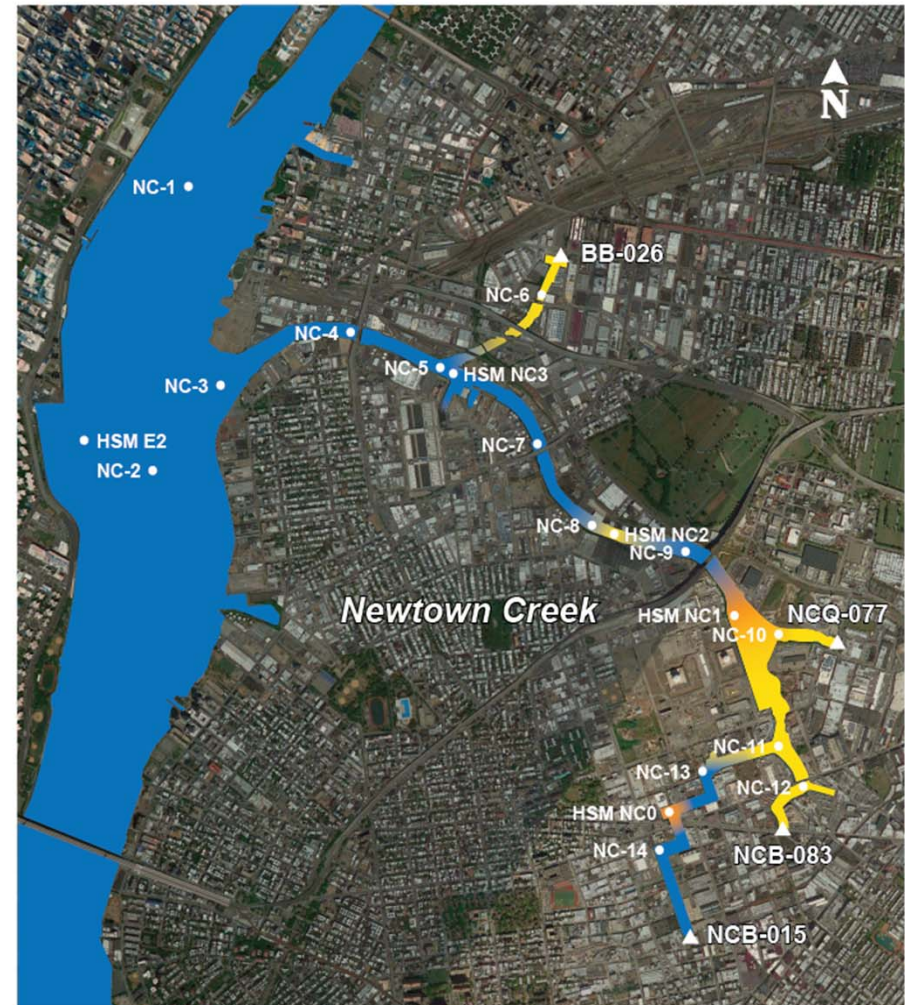 N
NC-1
BB-026
NC-6
NC-4
NC-5
HSM NC3
NC-3
HSM E2
NC-2
NC-7
NC-8
HSM NC2
NC-9
Newtown Creek
HSM NC1
NCQ-077
NC-10
NC-11
NC-13
NC-12
HSM NC0
NC-14
NCB-083
NCB-015